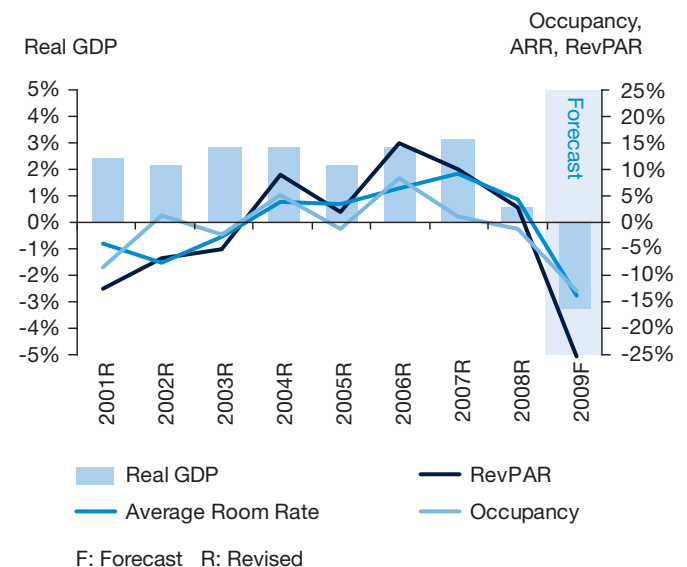 Real GDP
Occupancy,
ARR, RevPAR
5%
4%
3%
2%
1%
0%
-1%
-2%
-3%
-4%
-5%
25%
20%
15%
10%
5%
0%
-5%
-10%
-15%
-20%
-25%
Forecast
2001R
2002R
2003R
2004R
2005R
2006R
2007R
2008R
2009F
Real GDP
RevPAR
Average Room Rate
Occupancy
F: Forecast R: Revised